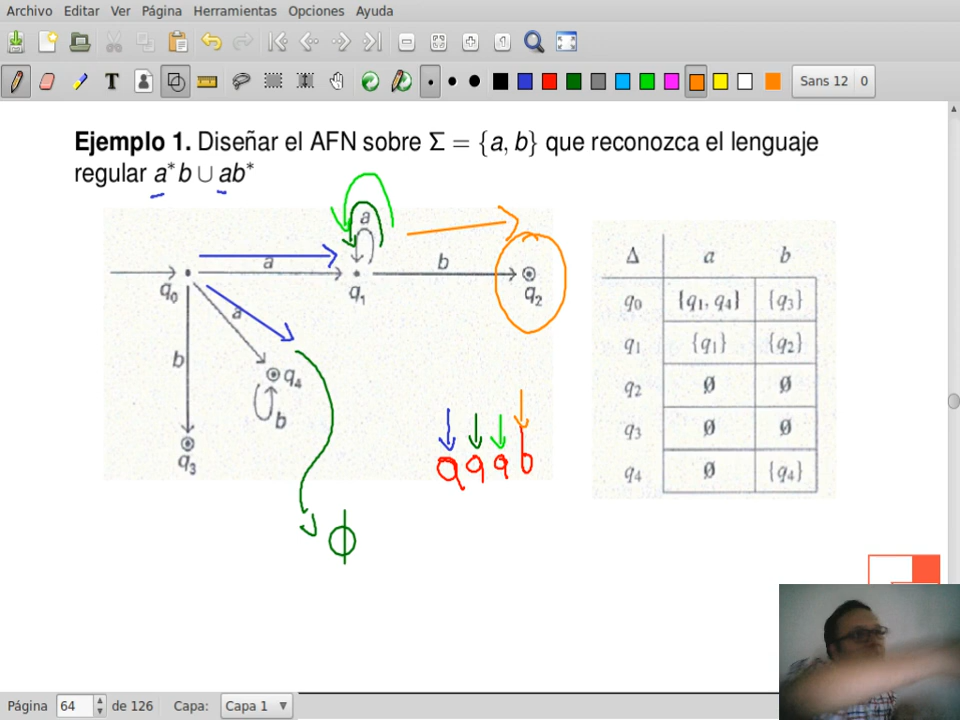 Archivo Editar Ver Página Herramientas Opciones Ayuda
T Sans 12 0
Ejemplo 1. Diseñar el AFN sobre Σ = {a, b} que reconozca el lenguaje
regular a*b ∪ ab*
a
a
b
q₀
q₁
q₂
a
b
q₄
b
q₃
a a a b
ϕ
Δ a b
q₀ {q₁, q₄} {q₃}
q₁ {q₁} {q₂}
q₂ ∅ ∅
q₃ ∅ ∅
q₄ ∅ {q₄}
Página 64 de 126 Capa: Capa 1